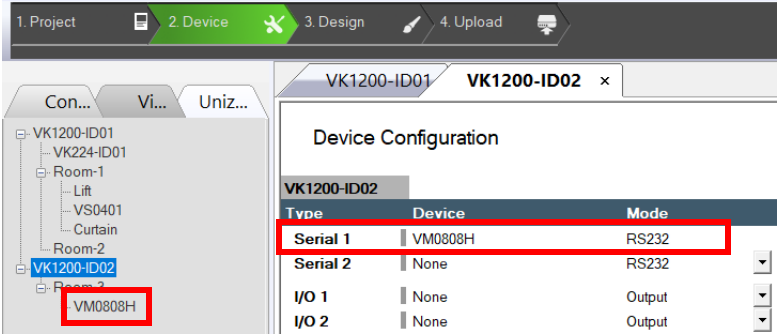 1. Project
2. Device
3. Design
4. Upload
Con...
Vi...
Uniz...
VK1200-ID01
VK224-ID01
Room-1
Lift
VS0401
Curtain
Room-2
VK1200-ID02
VM0808H
VK1200-ID01
VK1200-ID02 ×
Device Configuration
VK1200-ID02
Type Device Mode
Serial 1 VM0808H RS232
Serial 2 None RS232
I/O 1 None Output
I/O 2 None Output